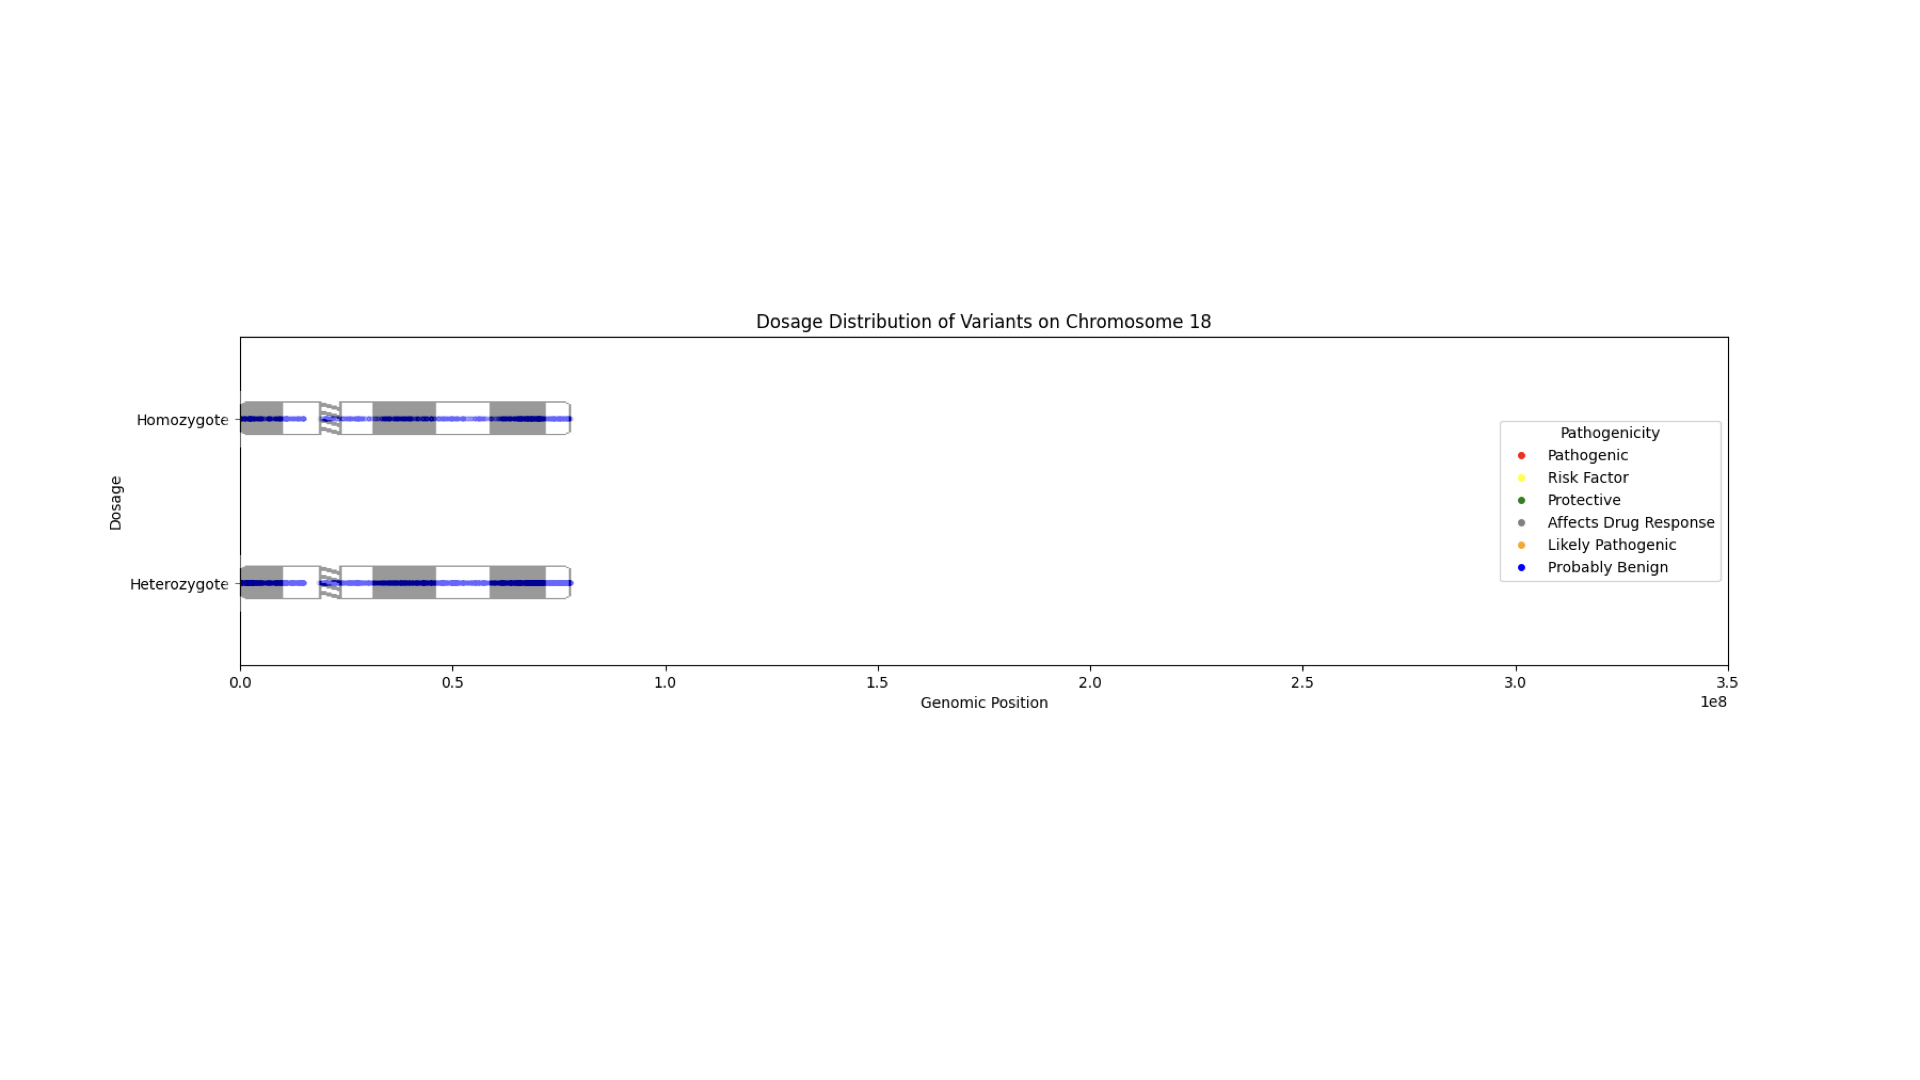 Dosage Distribution of Variants on Chromosome 18
Homozygote
Heterozygote
Dosage
Pathogenicity
Pathogenic
Risk Factor
Protective
Affects Drug Response
Likely Pathogenic
Probably Benign
0.0 0.5 1.0 1.5 2.0 2.5 3.0 3.5
Genomic Position
1e8